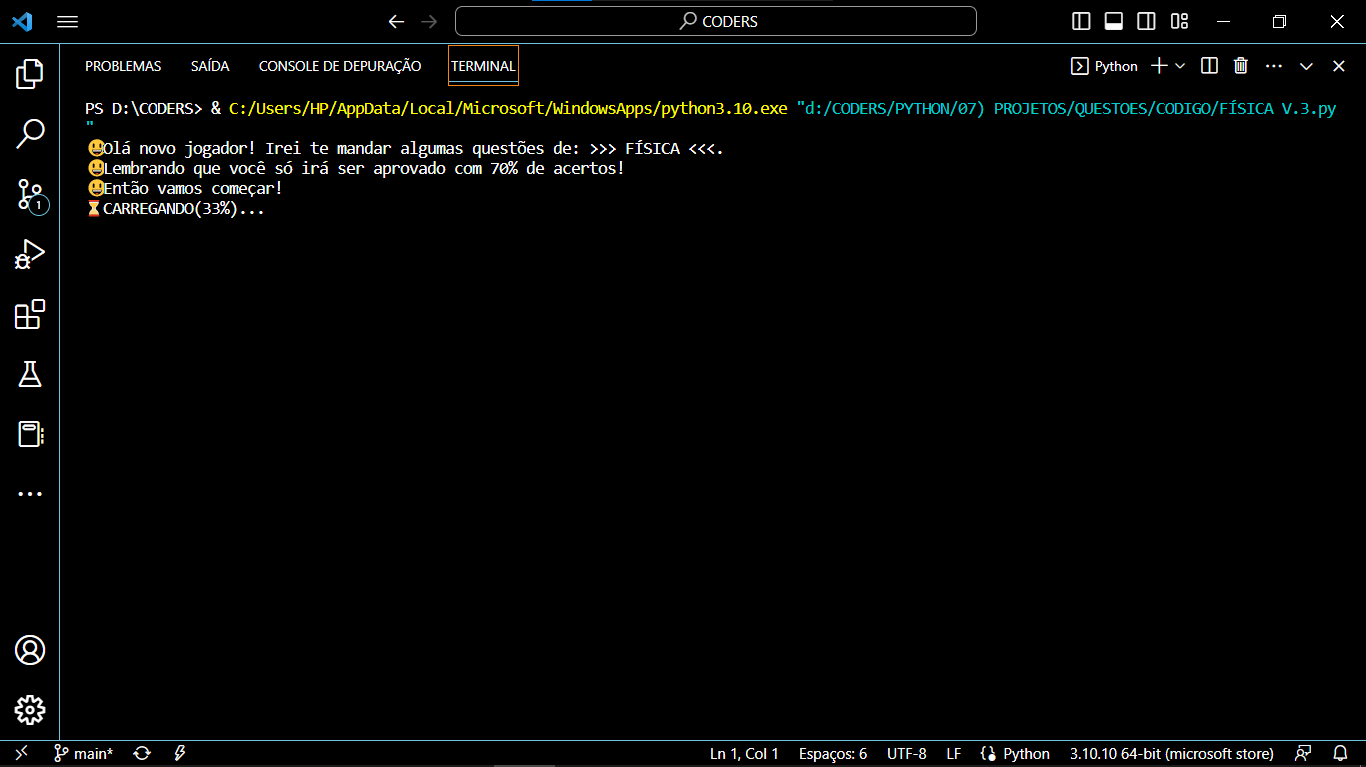 CODERS
PROBLEMAS SAÍDA CONSOLE DE DEPURAÇÃO TERMINAL Python
PS D:\CODERS> & C:/Users/HP/AppData/Local/Microsoft/WindowsApps/python3.10.exe "d:/CODERS/PYTHON/07) PROJETOS/QUESTOES/CODIGO/FÍSICA V.3.py
"
😃Olá novo jogador! Irei te mandar algumas questões de: >>> FÍSICA <<<.
😃Lembrando que você só irá ser aprovado com 70% de acertos!
😃Então vamos começar!
⏳CARREGANDO(33%)...
1
main* Ln 1, Col 1 Espaços: 6 UTF-8 LF Python 3.10.10 64-bit (microsoft store)